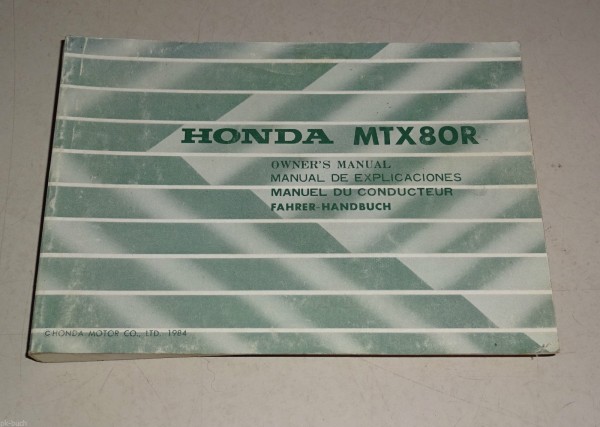 HONDA MTX80R
OWNER'S MANUAL
MANUAL DE EXPLICACIONES
MANUEL DU CONDUCTEUR
FAHRER-HANDBUCH
©HONDA MOTOR CO., LTD. 1984